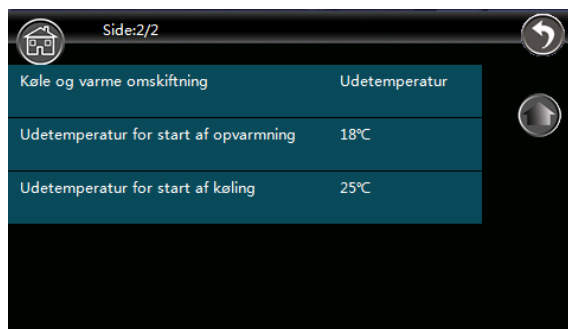 Side:2/2
Køle og varme omskiftning Udetemperatur
Udetemperatur for start af opvarmning 18℃
Udetemperatur for start af køling 25℃